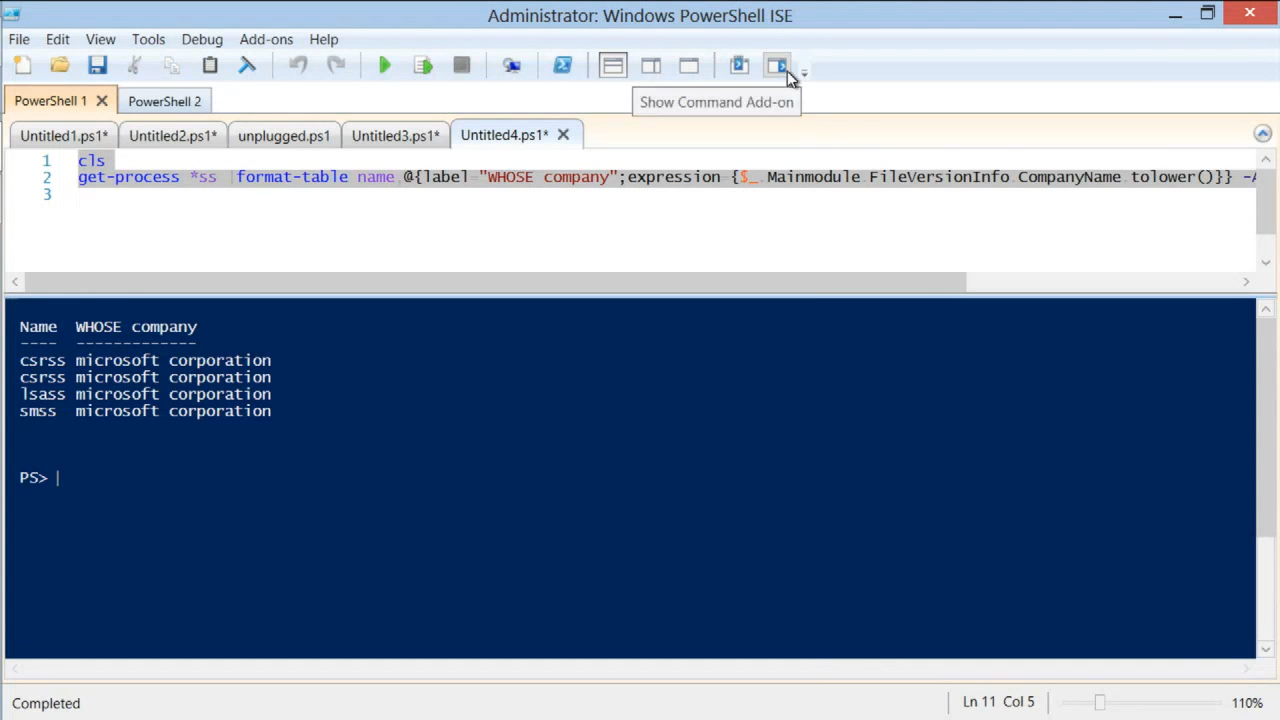 Administrator: Windows PowerShell ISE
File Edit View Tools Debug Add-ons Help
Show Command Add-on
PowerShell 1 PowerShell 2
Untitled1.ps1* Untitled2.ps1* unplugged.ps1 Untitled3.ps1* Untitled4.ps1*
1 cls
2 get-process *ss |format-table name,@{label="WHOSE company";expression={$_.Mainmodule.FileVersionInfo.CompanyName.tolower()}} -A
3
Name WHOSE company
---- -------------
csrss microsoft corporation
csrss microsoft corporation
lsass microsoft corporation
smss microsoft corporation
PS>
Completed Ln 11 Col 5 110%